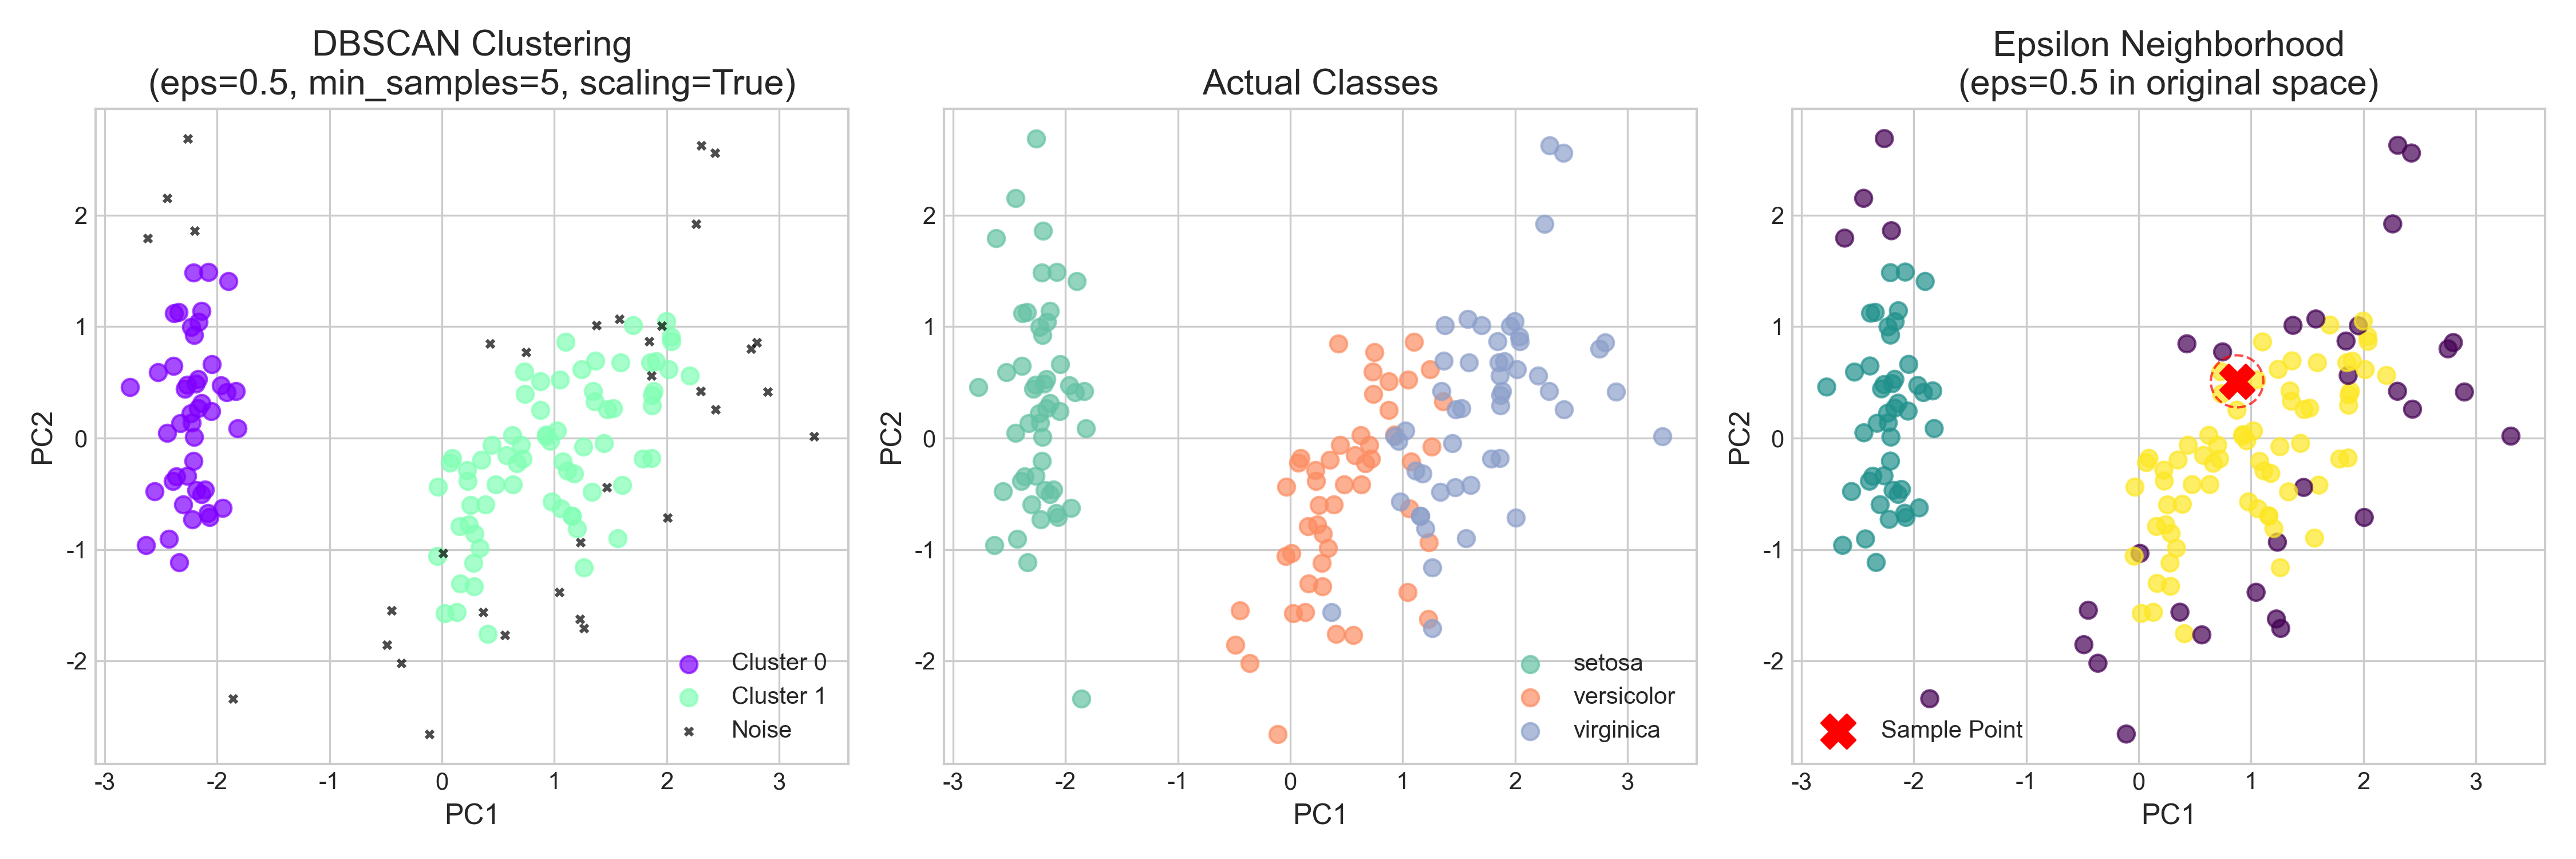 DBSCAN Clustering
(eps=0.5, min_samples=5, scaling=True)
2
1
0
-1
-2
PC2
-3 -2 -1 0 1 2 3
PC1
Cluster 0
Cluster 1
Noise
Actual Classes
2
1
0
-1
-2
PC2
-3 -2 -1 0 1 2 3
PC1
setosa
versicolor
virginica
Epsilon Neighborhood
(eps=0.5 in original space)
2
1
0
-1
-2
PC2
-3 -2 -1 0 1 2 3
PC1
Sample Point